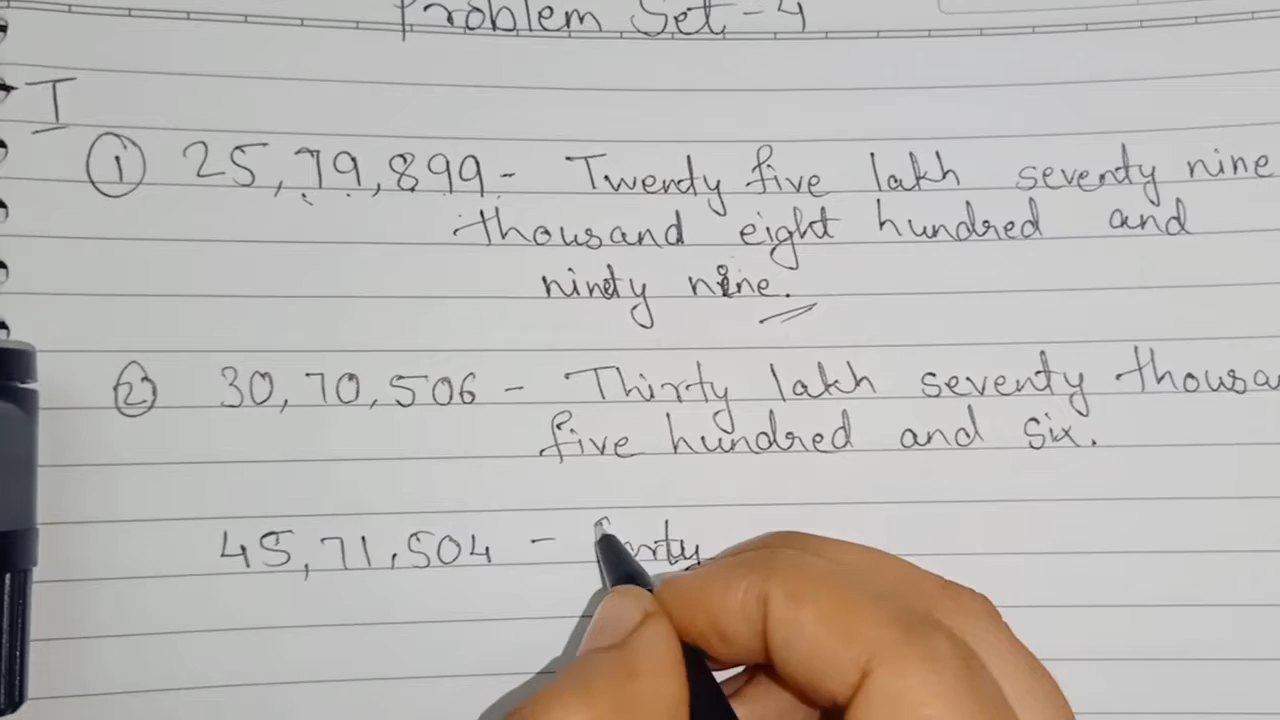 Problem Set - 4
I
① 25,79,899 - Twenty five lakh seventy nine
thousand eight hundred and
ninety nine.
② 30,70,506 - Thirty lakh seventy thousa
five hundred and six.
45,71,504 -